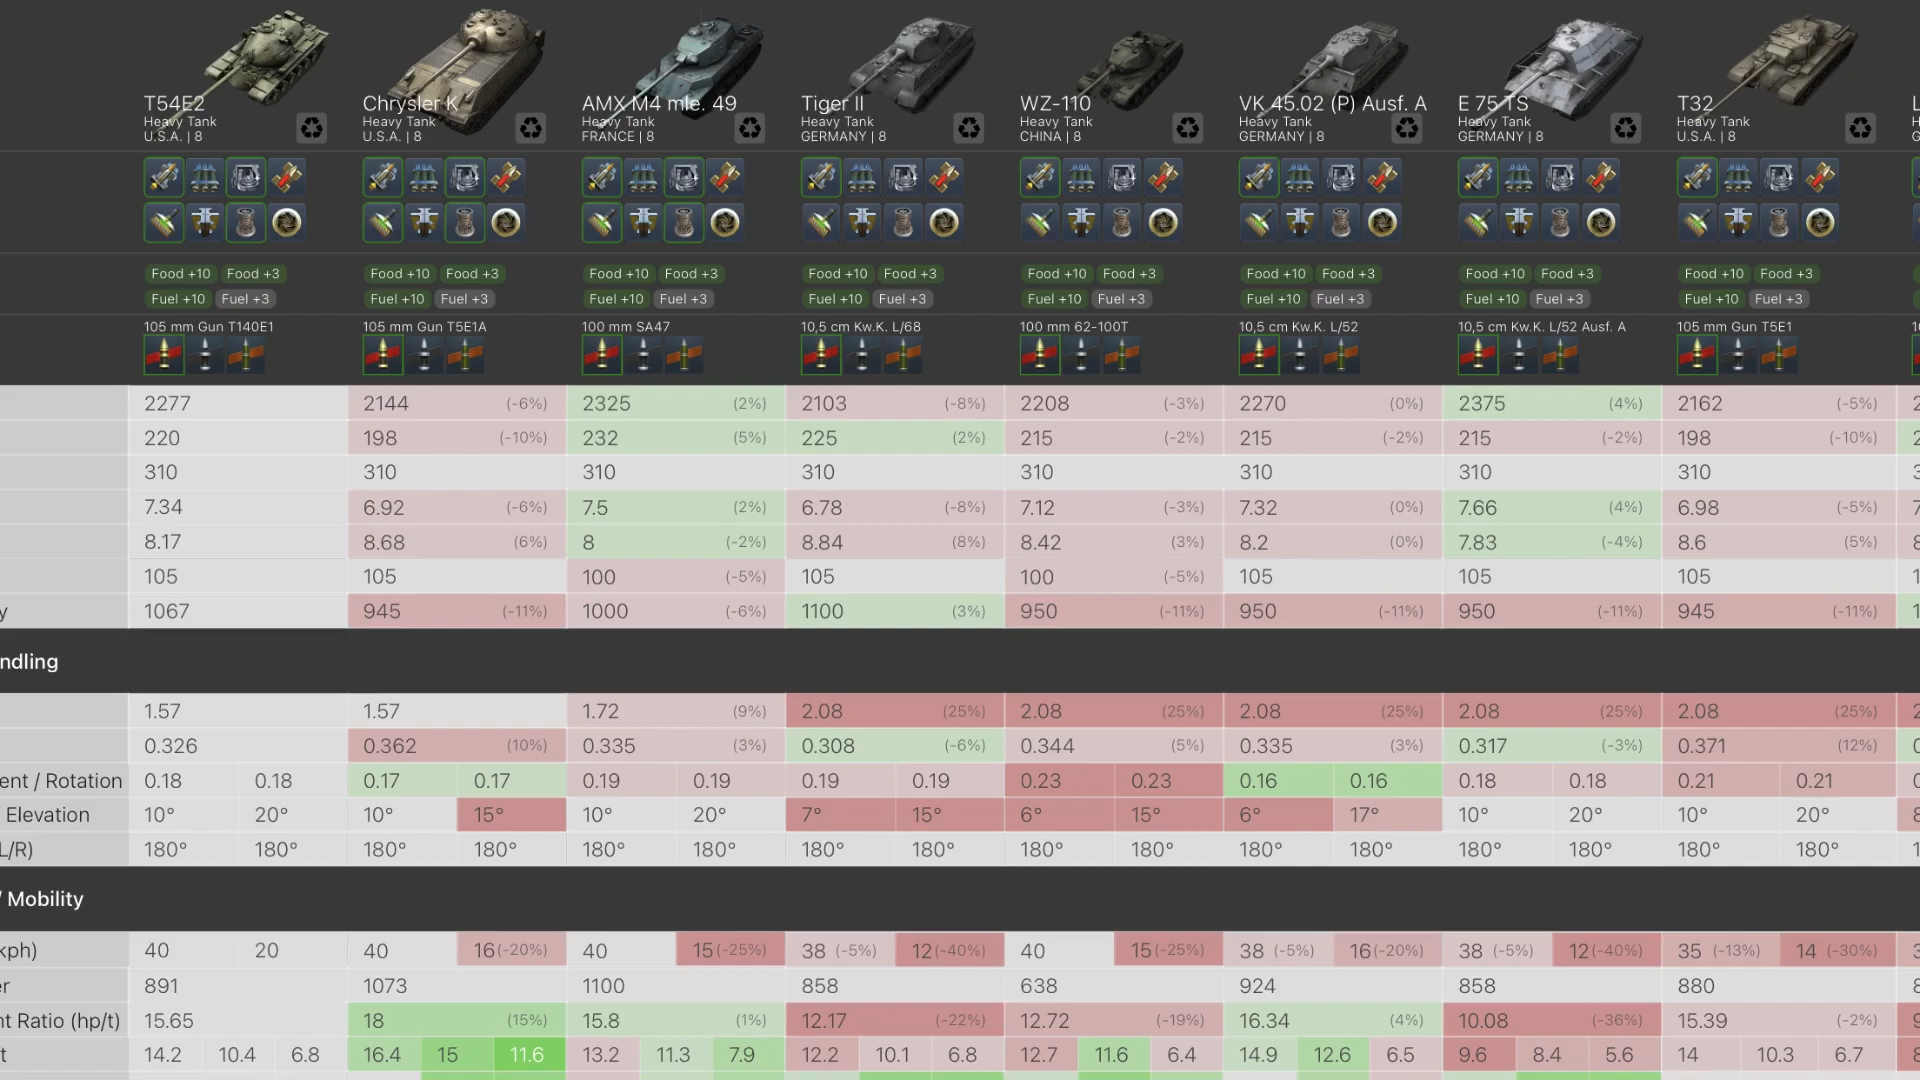 T54E2 Chrysler K AMX M4 mle. 49 Tiger II WZ-110 VK 45.02 (P) Ausf. A E 75 TS T32
Heavy Tank Heavy Tank Heavy Tank Heavy Tank Heavy Tank Heavy Tank Heavy Tank Heavy Tank
U.S.A. | 8 U.S.A. | 8 FRANCE | 8 GERMANY | 8 CHINA | 8 GERMANY | 8 GERMANY | 8 U.S.A. | 8
Food +10 Food +3 Food +10 Food +3 Food +10 Food +3 Food +10 Food +3 Food +10 Food +3 Food +10 Food +3 Food +10 Food +3 Food +10 Food +3
Fuel +10 Fuel +3 Fuel +10 Fuel +3 Fuel +10 Fuel +3 Fuel +10 Fuel +3 Fuel +10 Fuel +3 Fuel +10 Fuel +3 Fuel +10 Fuel +3 Fuel +10 Fuel +3
105 mm Gun T140E1 105 mm Gun T5E1A 100 mm SA47 10,5 cm Kw.K. L/68 100 mm 62-100T 10,5 cm Kw.K. L/52 10,5 cm Kw.K. L/52 Ausf. A 105 mm Gun T5E1
2277 2144 (-6%) 2325 (2%) 2103 (-8%) 2208 (-3%) 2270 (0%) 2375 (4%) 2162 (-5%)
220 198 (-10%) 232 (5%) 225 (2%) 215 (-2%) 215 (-2%) 215 (-2%) 198 (-10%)
310 310 310 310 310 310 310 310
7.34 6.92 (-6%) 7.5 (2%) 6.78 (-8%) 7.12 (-3%) 7.32 (0%) 7.66 (4%) 6.98 (-5%)
8.17 8.68 (6%) 8 (-2%) 8.84 (8%) 8.42 (3%) 8.2 (0%) 7.83 (-4%) 8.6 (5%)
105 105 100 (-5%) 105 100 (-5%) 105 105 105
y 1067 945 (-11%) 1000 (-6%) 1100 (3%) 950 (-11%) 950 (-11%) 950 (-11%) 945 (-11%)
ndling
1.57 1.57 1.72 (9%) 2.08 (25%) 2.08 (25%) 2.08 (25%) 2.08 (25%) 2.08 (25%)
0.326 0.362 (10%) 0.335 (3%) 0.308 (-6%) 0.344 (5%) 0.335 (3%) 0.317 (-3%) 0.371 (12%)
ent / Rotation 0.18 0.18 0.17 0.17 0.19 0.19 0.19 0.19 0.23 0.23 0.16 0.16 0.18 0.18 0.21 0.21
/ Elevation 10° 20° 10° 15° 10° 20° 7° 15° 6° 15° 6° 17° 10° 20° 10° 20°
L/R) 180° 180° 180° 180° 180° 180° 180° 180° 180° 180° 180° 180° 180° 180° 180° 180°
/ Mobility
kph) 40 20 40 16 (-20%) 40 15 (-25%) 38 (-5%) 12 (-40%) 40 15 (-25%) 38 (-5%) 16 (-20%) 38 (-5%) 12 (-40%) 35 (-13%) 14 (-30%)
er 891 1073 1100 858 638 924 858 880
nt Ratio (hp/t) 15.65 18 (15%) 15.8 (1%) 12.17 (-22%) 12.72 (-19%) 16.34 (4%) 10.08 (-36%) 15.39 (-2%)
t 14.2 10.4 6.8 16.4 15 11.6 13.2 11.3 7.9 12.2 10.1 6.8 12.7 11.6 6.4 14.9 12.6 6.5 9.6 8.4 5.6 14 10.3 6.7